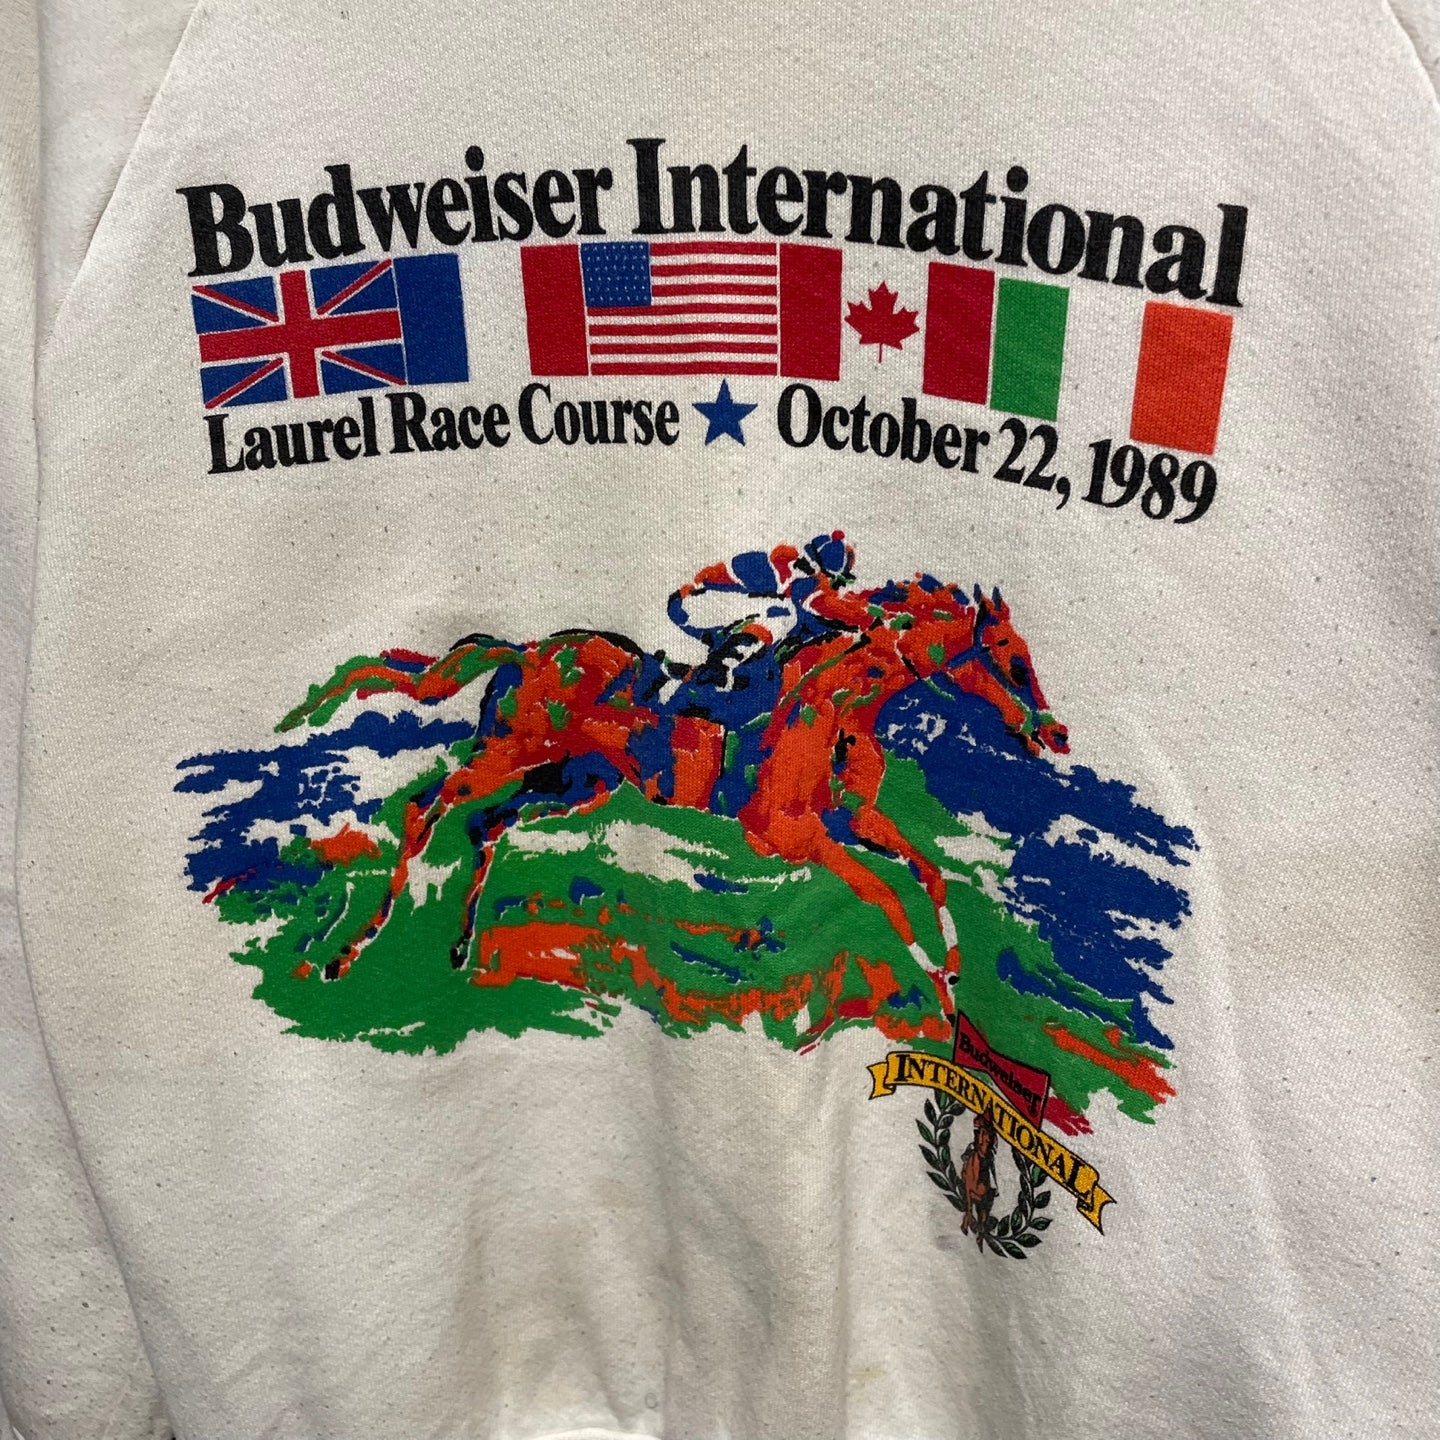 Budweiser International
Laurel Race Course ★ October 22, 1989
Budweiser
INTERNATIONAL